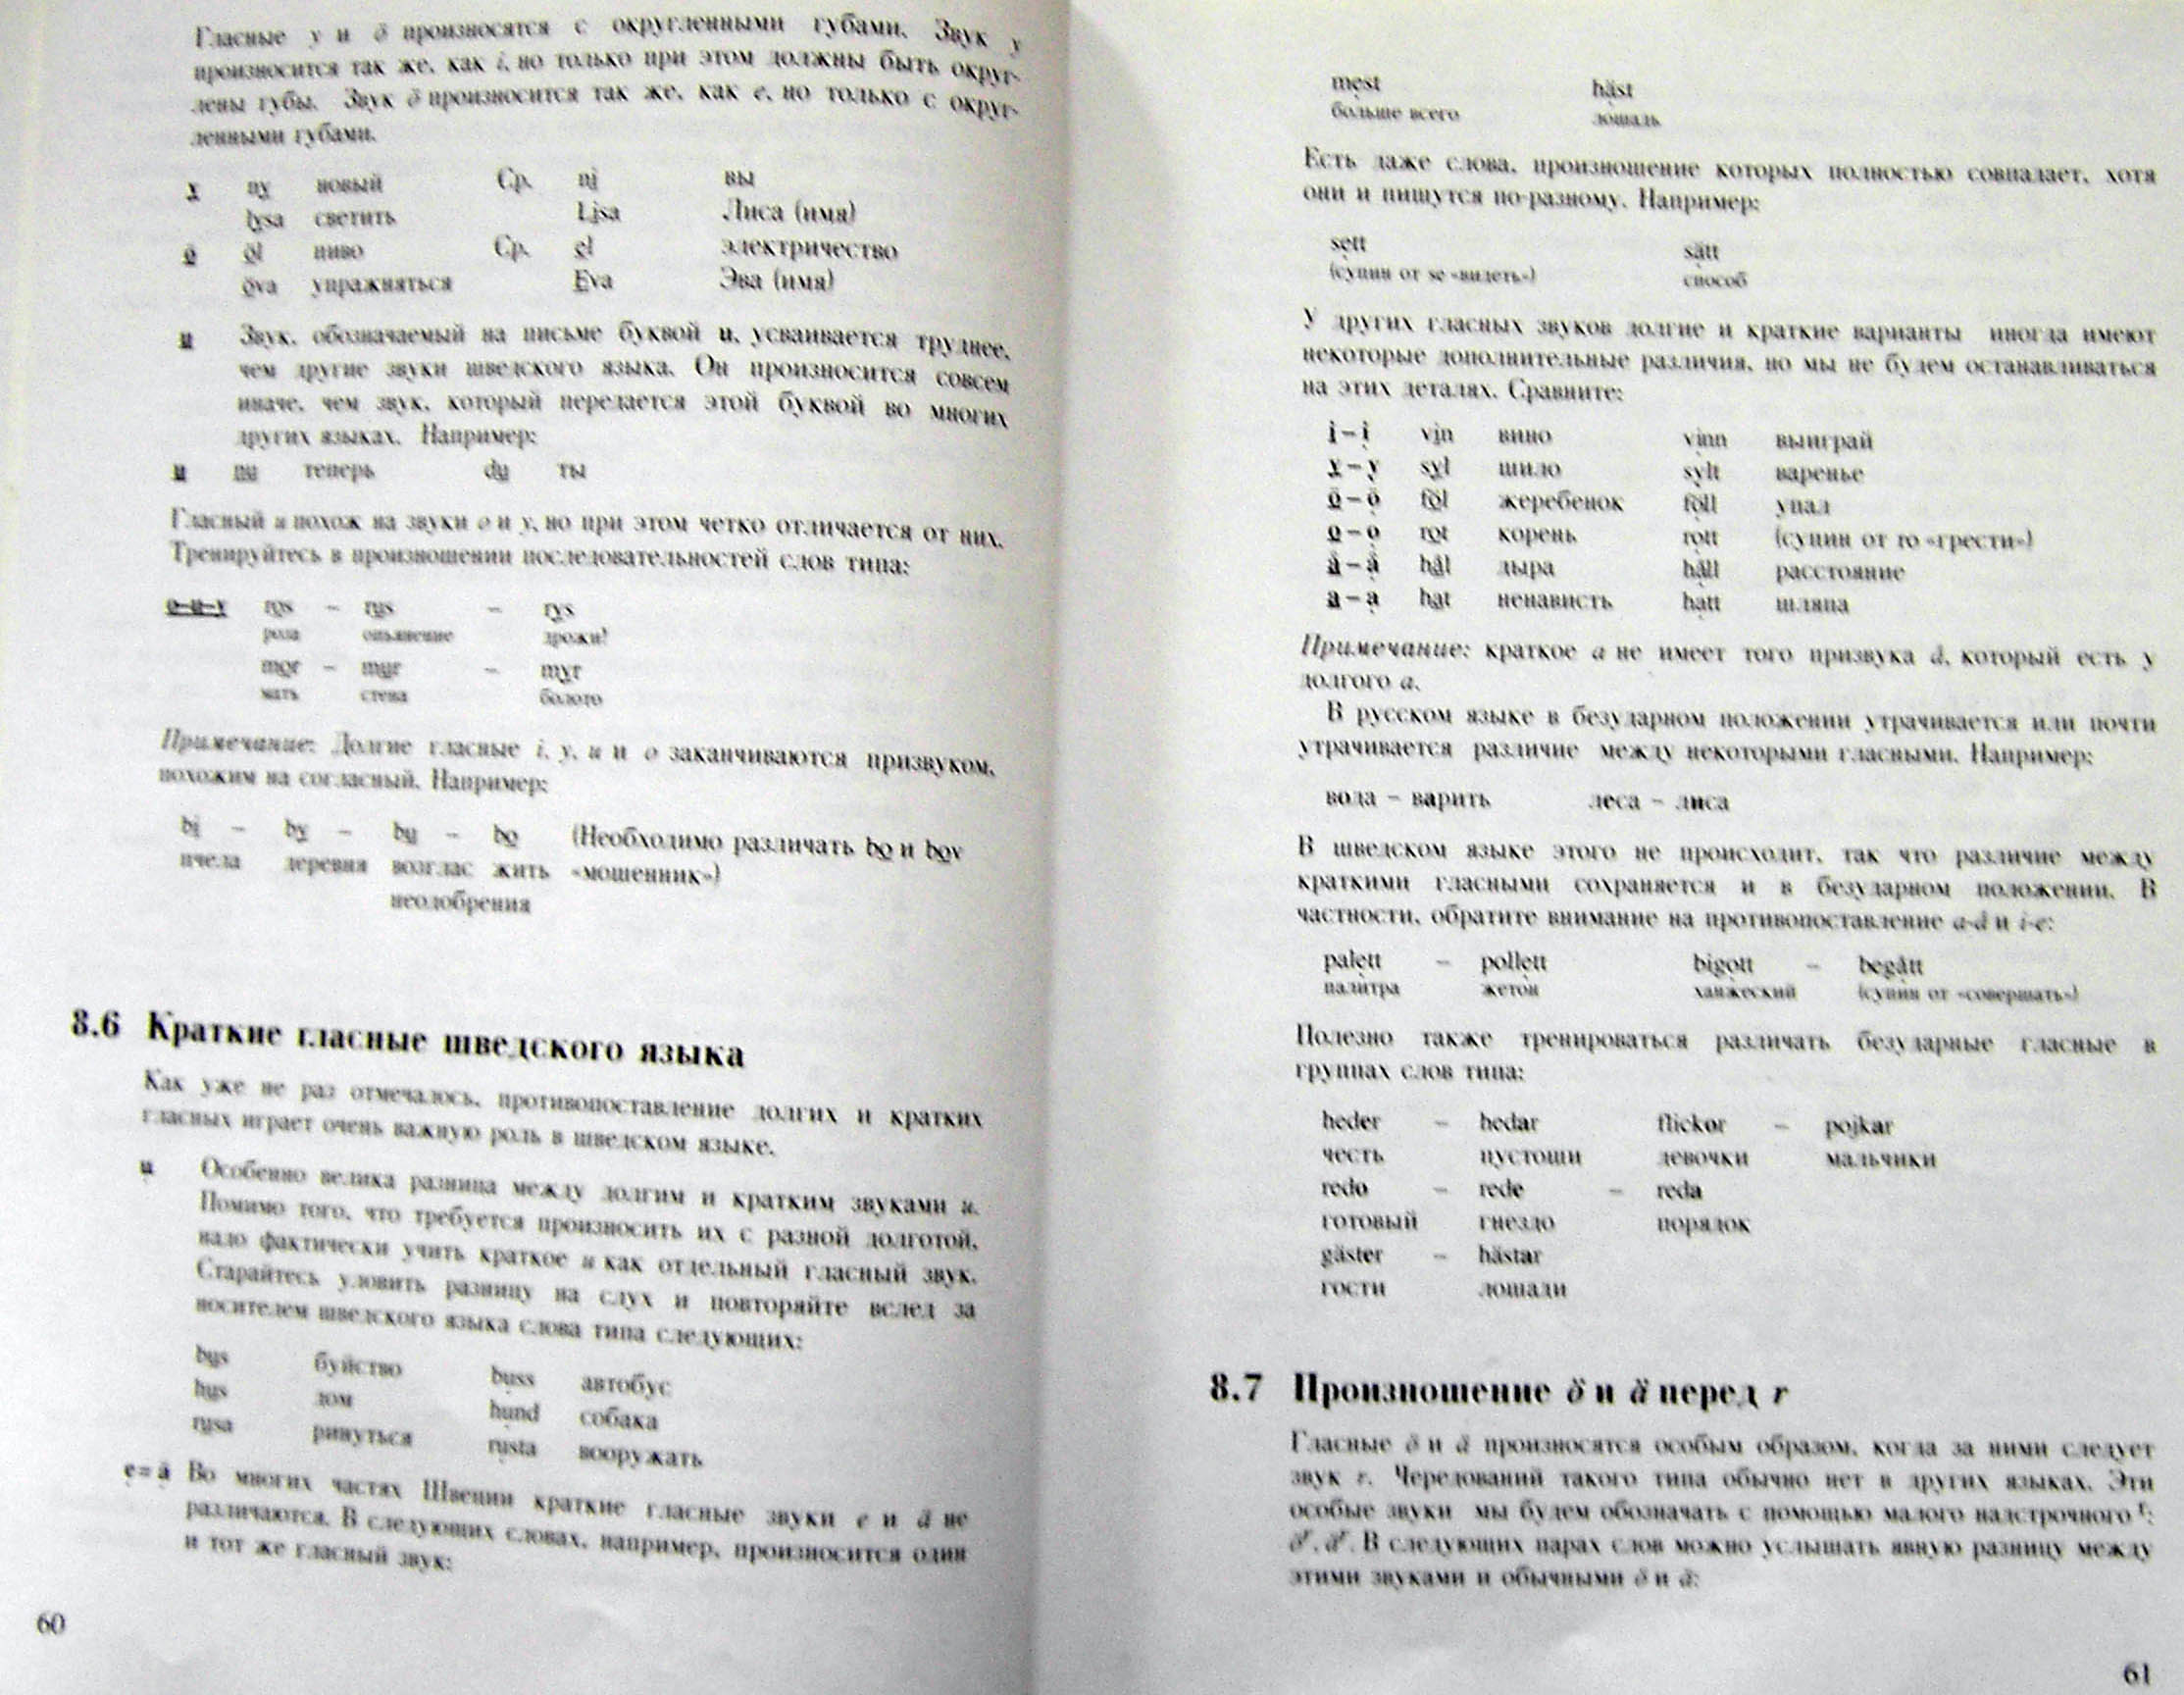 Гласные y и ö произносятся с округленными губами. Звук y
произносится так же, как i, но только при этом должны быть округ-
лены губы. Звук ö произносится так же, как e, но только с округ-
ленными губами.
y ny новый Ср. ni вы
lysa светить Lisa Лиса (имя)
ö öl пиво Ср. el электричество
öva упражняться Eva Эва (имя)
u Звук, обозначаемый на письме буквой u, усваивается труднее,
чем другие звуки шведского языка. Он произносится совсем
иначе, чем звук, который передается этой буквой во многих
других языках. Например:
u nu теперь du ты
Гласный u похож на звуки o и y, но при этом четко отличается от них.
Тренируйтесь в произношении последовательностей слов типа:
o–u–y ros – rus – rys
роза опьянение дрожи!
mor – mur – myr
мать стена болото
Примечание: Долгие гласные i, y, u и o заканчиваются призвуком,
похожим на согласный. Например:
bi – by – bu – bo (Необходимо различать bo и bov
пчела деревня возглас жить «мошенник»)
неодобрения
8.6 Краткие гласные шведского языка
Как уже не раз отмечалось, противопоставление долгих и кратких
гласных играет очень важную роль в шведском языке.
u Особенно велика разница между долгим и кратким звуками u.
Помимо того, что требуется произносить их с разной долготой,
надо фактически учить краткое u как отдельный гласный звук.
Старайтесь уловить разницу на слух и повторяйте вслед за
носителем шведского языка слова типа следующих:
bus буйство buss автобус
hus дом hund собака
rusa ринуться rusta вооружать
e = ä Во многих частях Швеции краткие гласные звуки e и ä не
различаются. В следующих словах, например, произносится один
и тот же гласный звук:
60
mest häst
больше всего лошадь
Есть даже слова, произношение которых полностью совпадает, хотя
они и пишутся по-разному. Например:
sett sätt
(супин от se «видеть») способ
У других гласных звуков долгие и краткие варианты иногда имеют
некоторые дополнительные различия, но мы не будем останавливаться
на этих деталях. Сравните:
i – i vin вино vinn выиграй
y – y syl шило sylt варенье
ö – ö föl жеребенок föll упал
o – o rot корень rott (супин от ro «грести»)
å – å hål дыра håll расстояние
a – a hat ненависть hatt шляпа
Примечание: краткое a не имеет того призвука å, который есть у
долгого a.
В русском языке в безударном положении утрачивается или почти
утрачивается различие между некоторыми гласными. Например:
вода – варить леса – лиса
В шведском языке этого не происходит, так что различие между
краткими гласными сохраняется и в безударном положении. В
частности, обратите внимание на противопоставление a-å и i-e:
palett – pollett bigott – begått
палитра жетон ханжеский (супин от «совершать»)
Полезно также тренироваться различать безударные гласные в
группах слов типа:
heder – hedar flickor – pojkar
честь пустоши девочки мальчики
redo – rede – reda
готовый гнездо порядок
gäster – hästar
гости лошади
8.7 Произношение ö и ä перед r
Гласные ö и ä произносятся особым образом, когда за ними следует
звук r. Чередований такого типа обычно нет в других языках. Эти
особые звуки мы будем обозначать с помощью малого надстрочного ʳ:
öʳ, äʳ. В следующих парах слов можно услышать явную разницу между
этими звуками и обычными ö и ä:
61